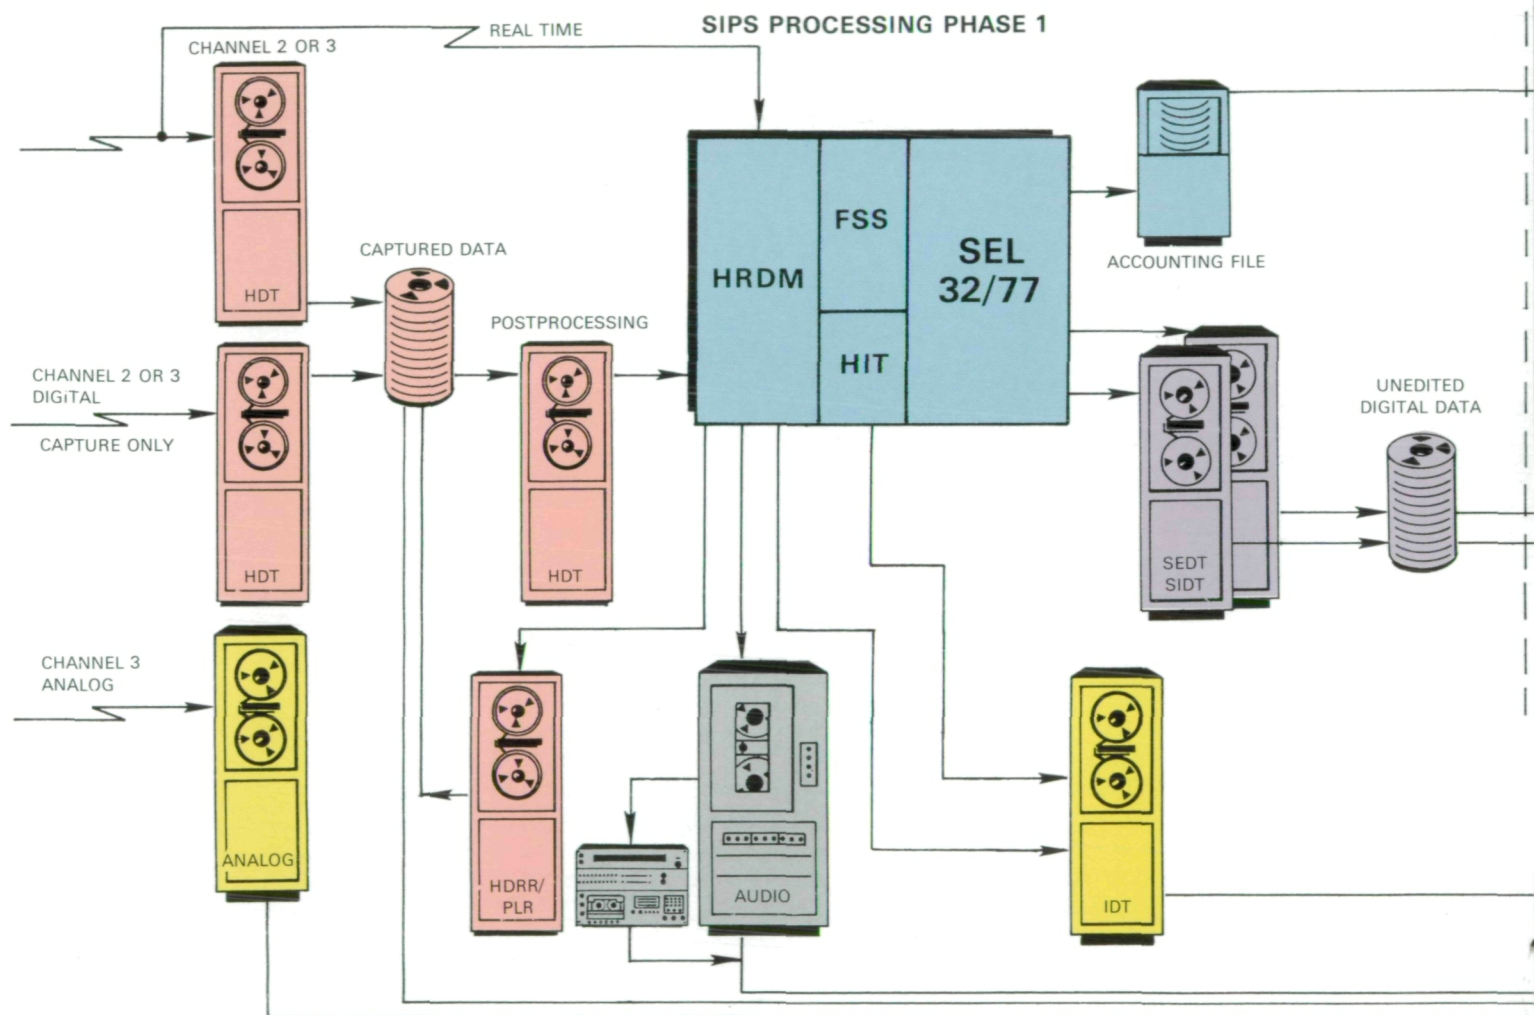 SIPS PROCESSING PHASE 1
REAL TIME
CHANNEL 2 OR 3
HDT
CAPTURED DATA
POSTPROCESSING
HDT
CHANNEL 2 OR 3
DIGITAL
CAPTURE ONLY
HDT
CHANNEL 3
ANALOG
ANALOG
HRDM
FSS
HIT
SEL
32/77
ACCOUNTING FILE
UNEDITED
DIGITAL DATA
SEDT
SIDT
HDRR/
PLR
AUDIO
IDT